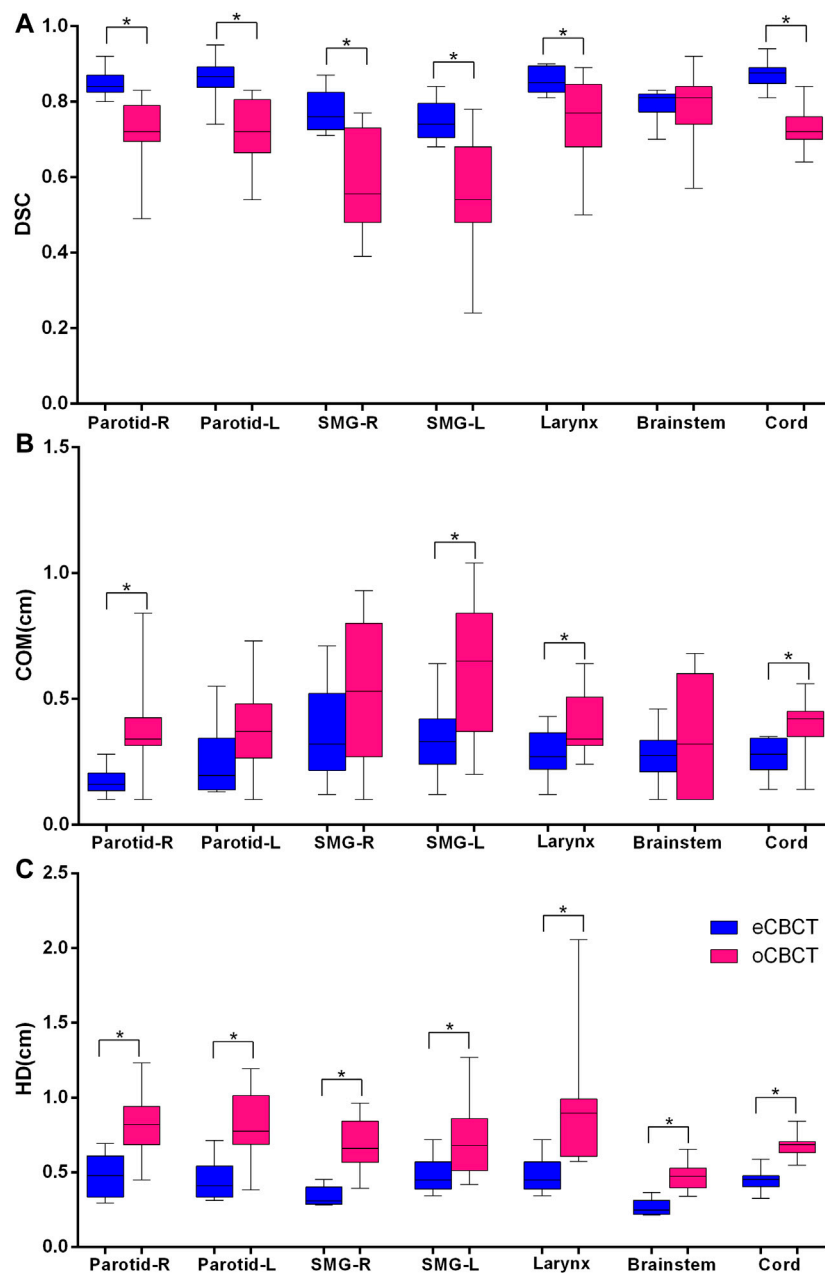 A
DSC
1.0
0.8
0.6
0.4
0.2
0.0
* * * * * *
Parotid-R Parotid-L SMG-R SMG-L Larynx Brainstem Cord
B
COM(cm)
1.5
1.0
0.5
0.0
* * * *
Parotid-R Parotid-L SMG-R SMG-L Larynx Brainstem Cord
C
HD(cm)
2.5
2.0
1.5
1.0
0.5
0.0
* * * * * * *
eCBCT
oCBCT
Parotid-R Parotid-L SMG-R SMG-L Larynx Brainstem Cord